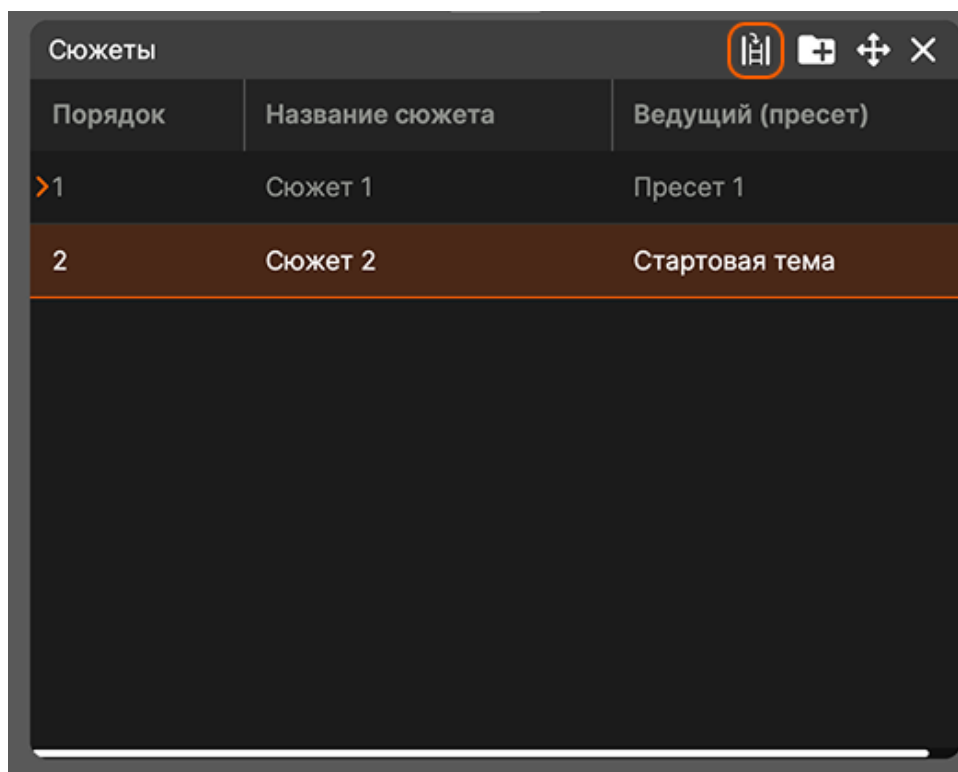 Сюжеты
Порядок Название сюжета Ведущий (пресет)
1 Сюжет 1 Пресет 1
2 Сюжет 2 Стартовая тема